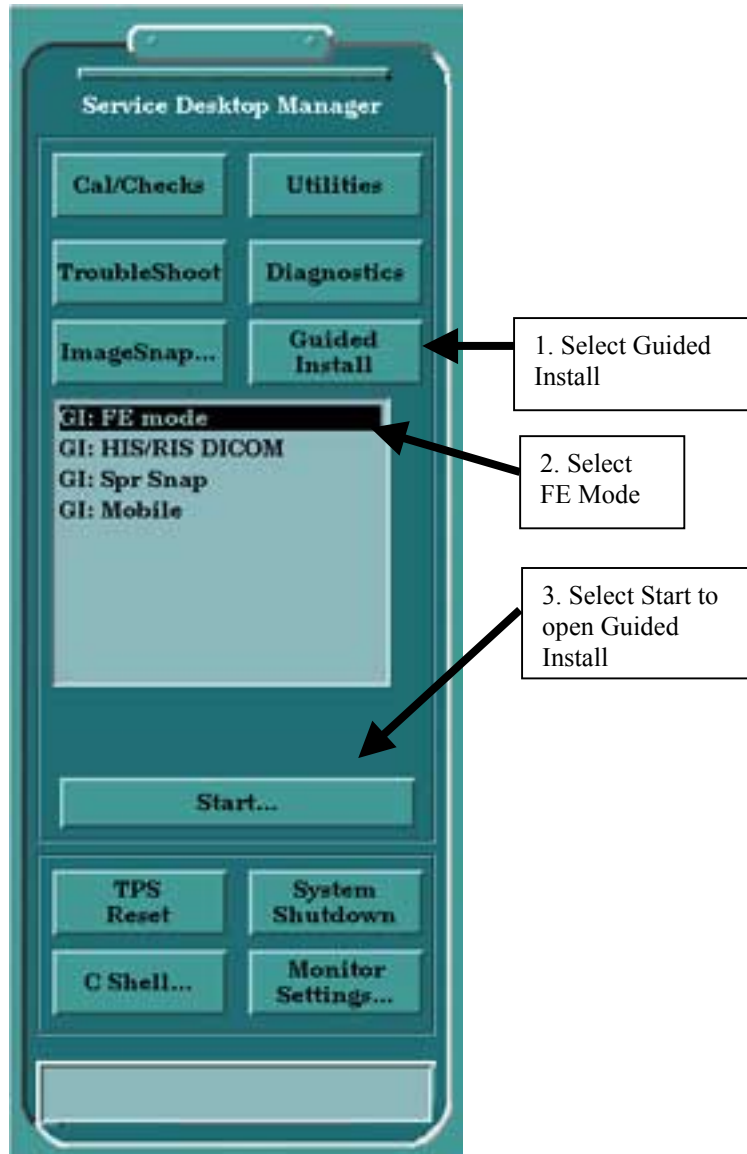 Service Desktop Manager
Cal/Checks
Utilities
TroubleShoot
Diagnostics
ImageSnap...
Guided
Install
GI: FE mode
GI: HIS/RIS DICOM
GI: Spr Snap
GI: Mobile
Start...
TPS
Reset
System
Shutdown
C Shell...
Monitor
Settings...
1. Select Guided
Install
2. Select
FE Mode
3. Select Start to
open Guided
Install